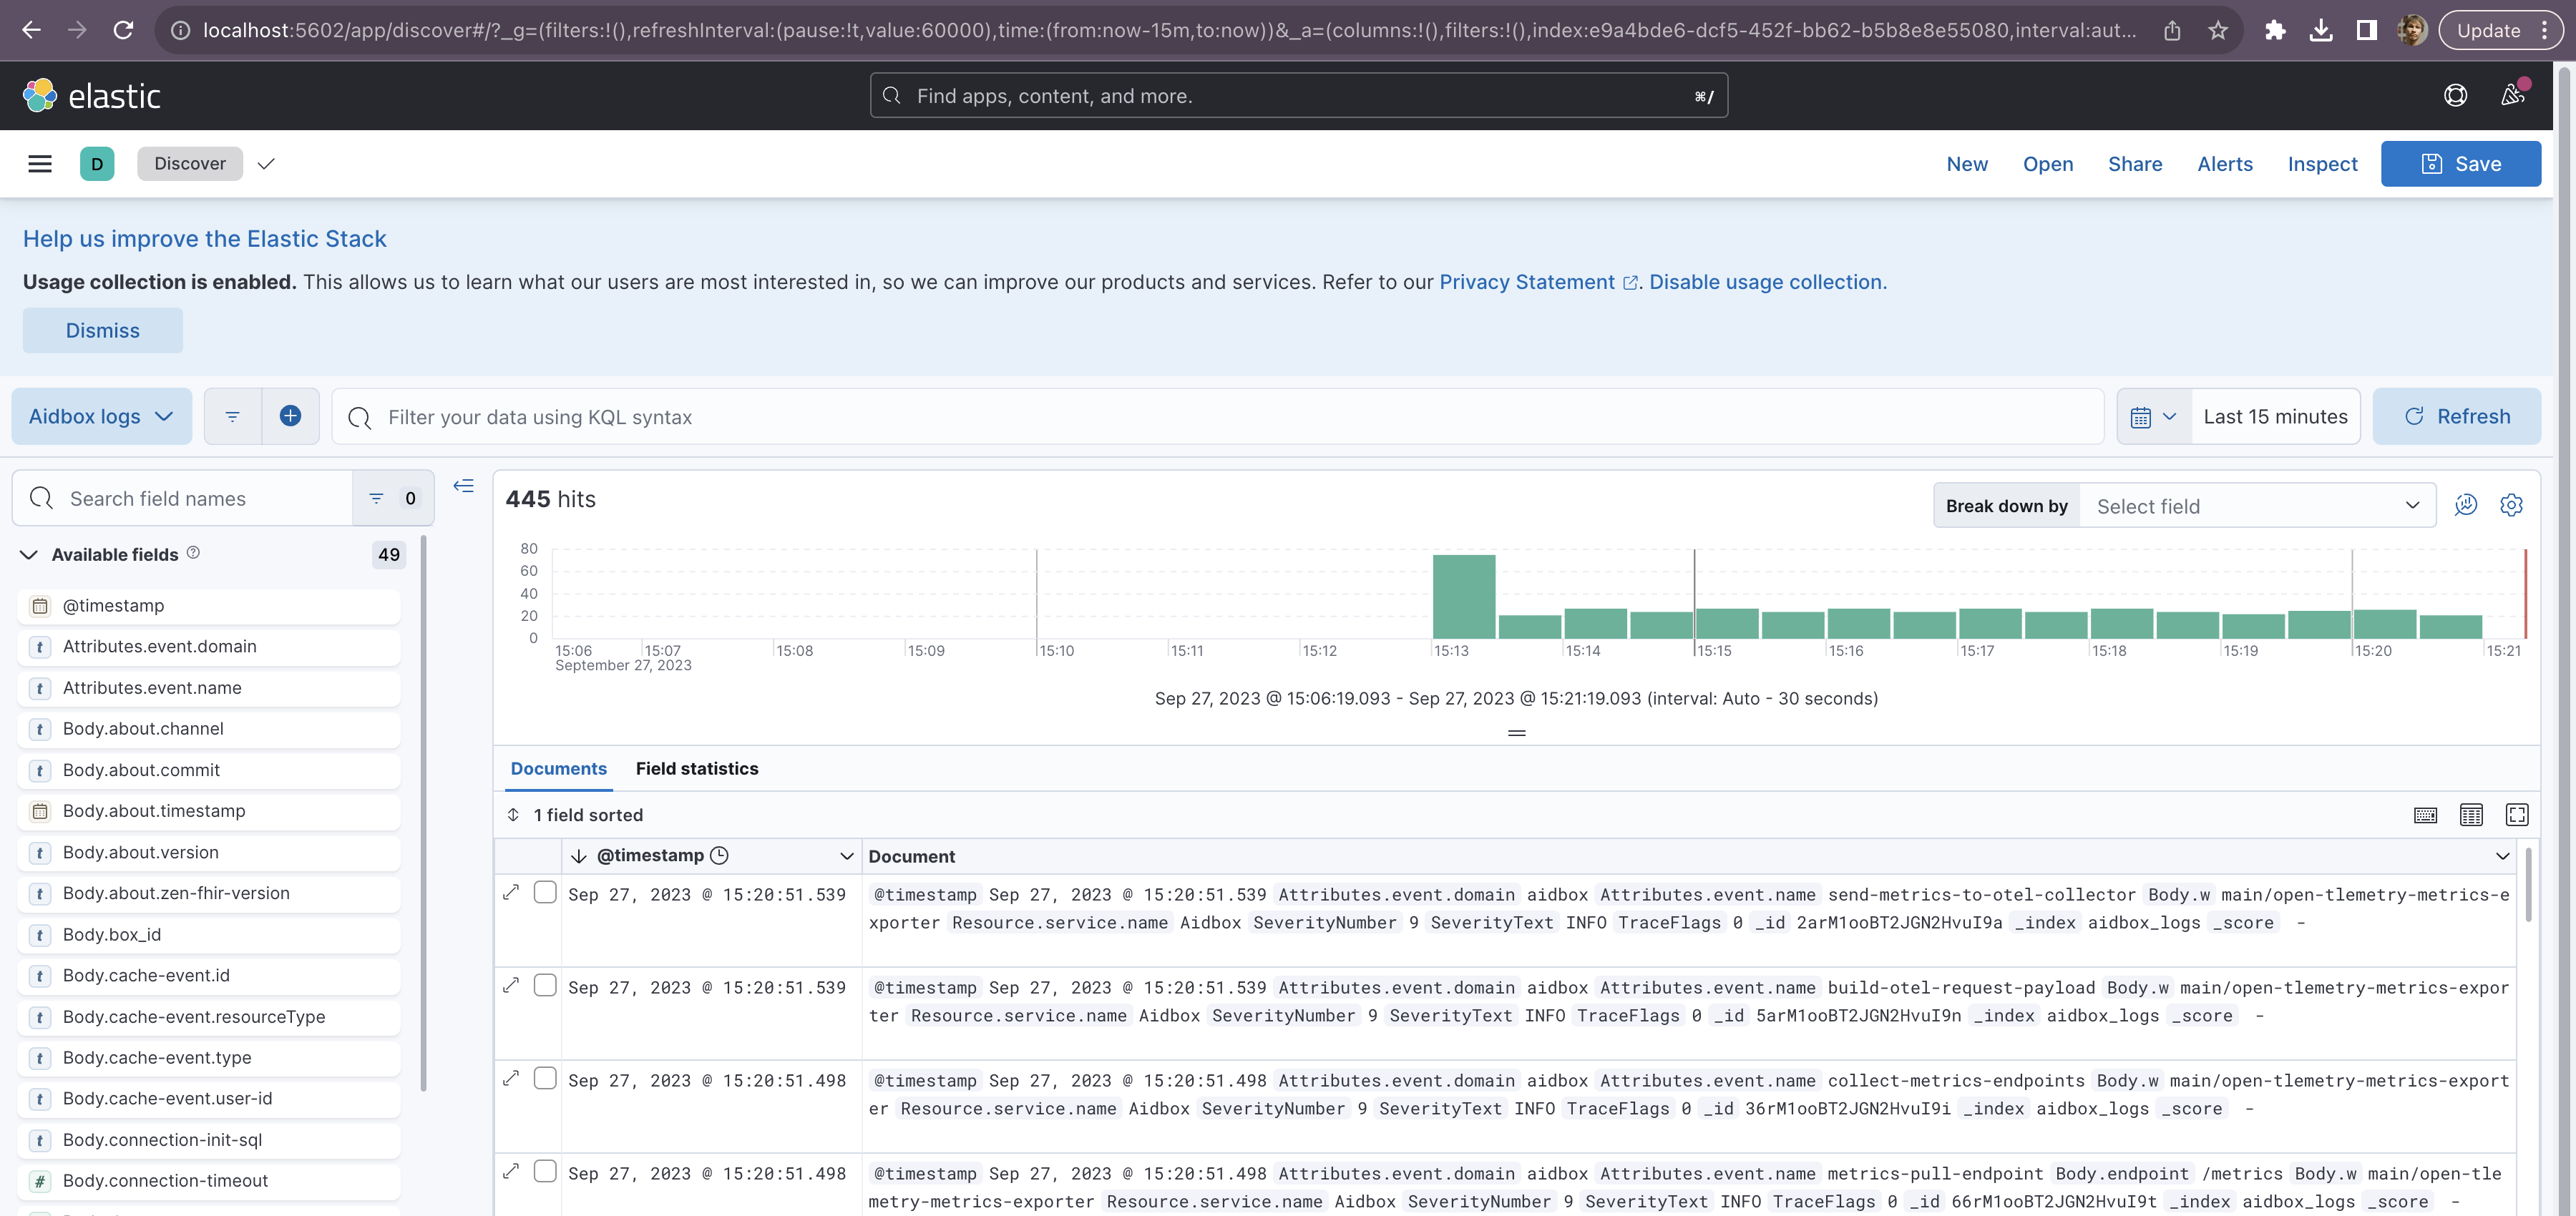 localhost:5602/app/discover#/?_g=(filters:!(),refreshInterval:(pause:!t,value:60000),time:(from:now-15m,to:now))&_a=(columns:!(),filters:!(),index:e9a4bde6-dcf5-452f-bb62-b5b8e8e55080,interval:aut...
Update
elastic
Find apps, content, and more.
⌘/
D
Discover
New
Open
Share
Alerts
Inspect
Save
Help us improve the Elastic Stack
Usage collection is enabled. This allows us to learn what our users are most interested in, so we can improve our products and services. Refer to our Privacy Statement. Disable usage collection.
Dismiss
Aidbox logs
Filter your data using KQL syntax
Last 15 minutes
Refresh
Search field names
0
Available fields
49
@timestamp
t Attributes.event.domain
t Attributes.event.name
t Body.about.channel
t Body.about.commit
Body.about.timestamp
t Body.about.version
t Body.about.zen-fhir-version
t Body.box_id
t Body.cache-event.id
t Body.cache-event.resourceType
t Body.cache-event.type
t Body.cache-event.user-id
t Body.connection-init-sql
# Body.connection-timeout
445 hits
Break down by
Select field
80
60
40
20
0
15:06
15:07
15:08
15:09
15:10
15:11
15:12
15:13
15:14
15:15
15:16
15:17
15:18
15:19
15:20
15:21
September 27, 2023
Sep 27, 2023 @ 15:06:19.093 - Sep 27, 2023 @ 15:21:19.093 (interval: Auto - 30 seconds)
Documents
Field statistics
1 field sorted
@timestamp
Document
Sep 27, 2023 @ 15:20:51.539
@timestamp Sep 27, 2023 @ 15:20:51.539 Attributes.event.domain aidbox Attributes.event.name send-metrics-to-otel-collector Body.w main/open-tlemetry-metrics-e
xporter Resource.service.name Aidbox SeverityNumber 9 SeverityText INFO TraceFlags 0 _id 2arM1ooBT2JGN2HvuI9a _index aidbox_logs _score -
Sep 27, 2023 @ 15:20:51.539
@timestamp Sep 27, 2023 @ 15:20:51.539 Attributes.event.domain aidbox Attributes.event.name build-otel-request-payload Body.w main/open-tlemetry-metrics-expor
ter Resource.service.name Aidbox SeverityNumber 9 SeverityText INFO TraceFlags 0 _id 5arM1ooBT2JGN2HvuI9n _index aidbox_logs _score -
Sep 27, 2023 @ 15:20:51.498
@timestamp Sep 27, 2023 @ 15:20:51.498 Attributes.event.domain aidbox Attributes.event.name collect-metrics-endpoints Body.w main/open-tlemetry-metrics-export
er Resource.service.name Aidbox SeverityNumber 9 SeverityText INFO TraceFlags 0 _id 36rM1ooBT2JGN2HvuI9i _index aidbox_logs _score -
Sep 27, 2023 @ 15:20:51.498
@timestamp Sep 27, 2023 @ 15:20:51.498 Attributes.event.domain aidbox Attributes.event.name metrics-pull-endpoint Body.endpoint /metrics Body.w main/open-tle
metry-metrics-exporter Resource.service.name Aidbox SeverityNumber 9 SeverityText INFO TraceFlags 0 _id 66rM1ooBT2JGN2HvuI9t _index aidbox_logs _score -